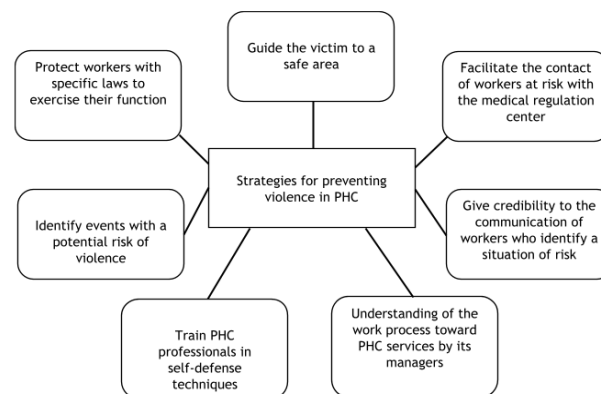 Guide the victim to a
safe area
Protect workers with
specific laws to
exercise their function
Facilitate the contact
of workers at risk with
the medical regulation
center
Strategies for preventing
violence in PHC
Identify events with a
potential risk of
violence
Give credibility to the
communication of
workers who identify a
situation of risk
Train PHC
professionals in
self-defense
techniques
Understanding of the
work process toward
PHC services by its
managers